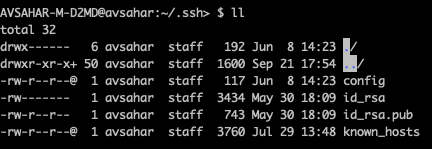 AVSAHAR-M-D2MD@avsahar:~/.ssh> $ ll
total 32
drwx------   6 avsahar  staff   192 Jun  8 14:23 ./
drwxr-xr-x+ 50 avsahar  staff  1600 Sep 21 17:54 ../
-rw-r--r--@  1 avsahar  staff   117 Jun  8 14:23 config
-rw-------   1 avsahar  staff  3434 May 30 18:09 id_rsa
-rw-r--r--   1 avsahar  staff   743 May 30 18:09 id_rsa.pub
-rw-r--r--@  1 avsahar  staff  3760 Jul 29 13:48 known_hosts